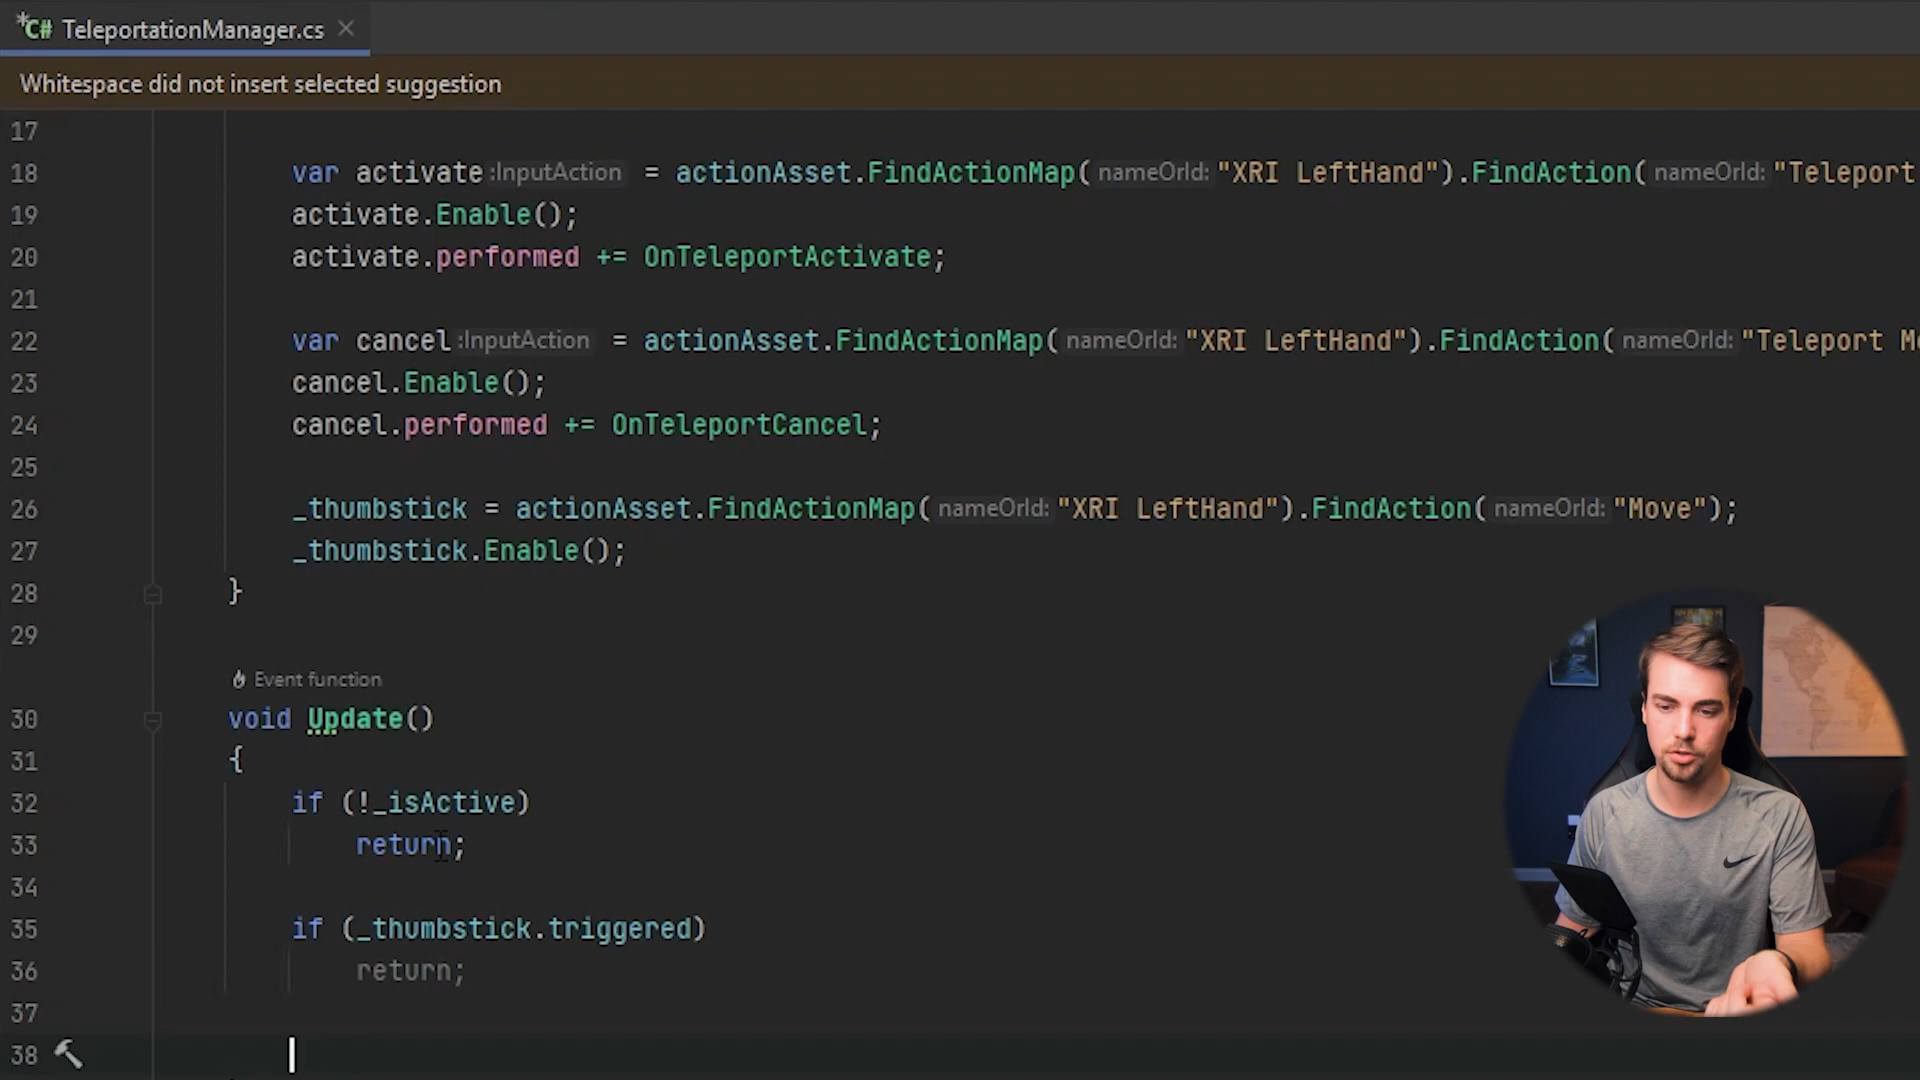 C# TeleportationManager.cs
Whitespace did not insert selected suggestion
17
18 var activate :InputAction = actionAsset.FindActionMap( nameOrId: "XRI LeftHand").FindAction( nameOrId: "Teleport
19 activate.Enable();
20 activate.performed += OnTeleportActivate;
21
22 var cancel :InputAction = actionAsset.FindActionMap( nameOrId: "XRI LeftHand").FindAction( nameOrId: "Teleport M
23 cancel.Enable();
24 cancel.performed += OnTeleportCancel;
25
26 _thumbstick = actionAsset.FindActionMap( nameOrId: "XRI LeftHand").FindAction( nameOrId: "Move");
27 _thumbstick.Enable();
28 }
29
Event function
30 void Update()
31 {
32 if (!_isActive)
33 return;
34
35 if (_thumbstick.triggered)
36 return;
37
38